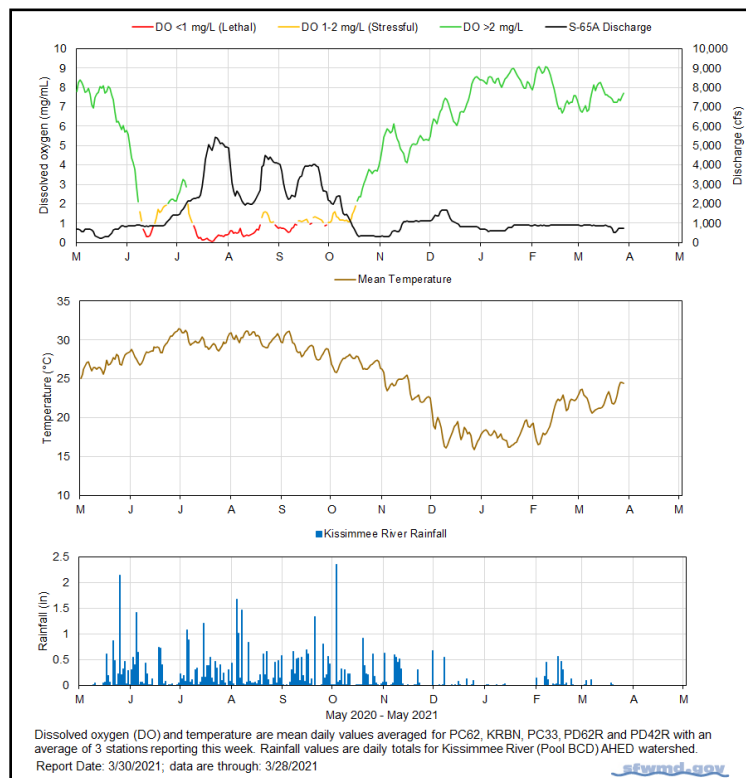 DO <1 mg/L (Lethal) DO 1-2 mg/L (Stressful) DO >2 mg/L S-65A Discharge
10 10,000
9 9,000
8 8,000
7 7,000
6 6,000
5 5,000
4 4,000
3 3,000
2 2,000
1 1,000
0 0
Dissolved oxygen (mg/mL)
Discharge (cfs)
M J J A S O N D J F M A M
Mean Temperature
35
30
25
20
15
10
Temperature (°C)
M J J A S O N D J F M A M
Kissimmee River Rainfall
2.5
2
1.5
1
0.5
0
Rainfall (in)
M J J A S O N D J F M A M
May 2020 - May 2021
Dissolved oxygen (DO) and temperature are mean daily values averaged for PC62, KRBN, PC33, PD62R and PD42R with an
average of 3 stations reporting this week. Rainfall values are daily totals for Kissimmee River (Pool BCD) AHED watershed.
Report Date: 3/30/2021; data are through: 3/28/2021
sfwmd.gov